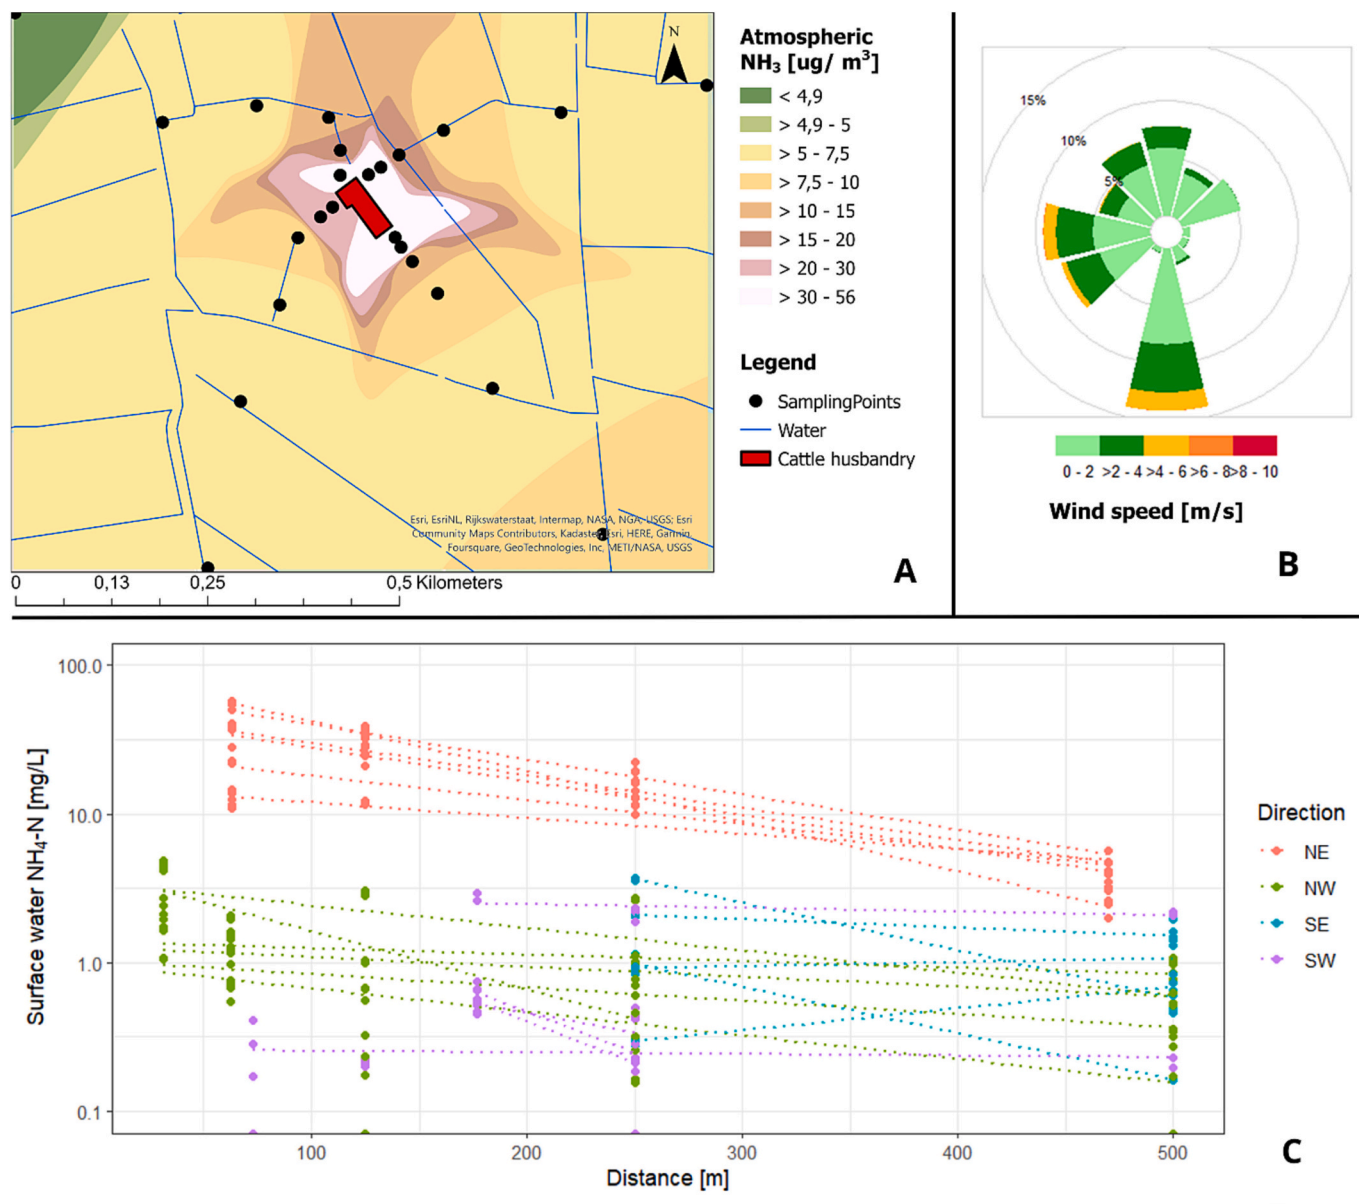 N
Esri, EsriNL, Rijkswaterstaat, Intermap, NASA, NGA, USGS; Esri
Community Maps Contributors, Kadaster, Esri, HERE, Garmin,
Foursquare, GeoTechnologies, Inc, METI/NASA, USGS
0 0,13 0,25 0,5 Kilometers
Atmospheric
NH3 [ug/ m3]
< 4,9
> 4,9 - 5
> 5 - 7,5
> 7,5 - 10
> 10 - 15
> 15 - 20
> 20 - 30
> 30 - 56
Legend
SamplingPoints
Water
Cattle husbandry
A
15%
10%
5%
0 - 2 >2 - 4 >4 - 6 >6 - 8 >8 - 10
Wind speed [m/s]
B
Surface water NH4-N [mg/L]
100.0
10.0
1.0
0.1
100 200 300 400 500
Distance [m]
Direction
NE
NW
SE
SW
C